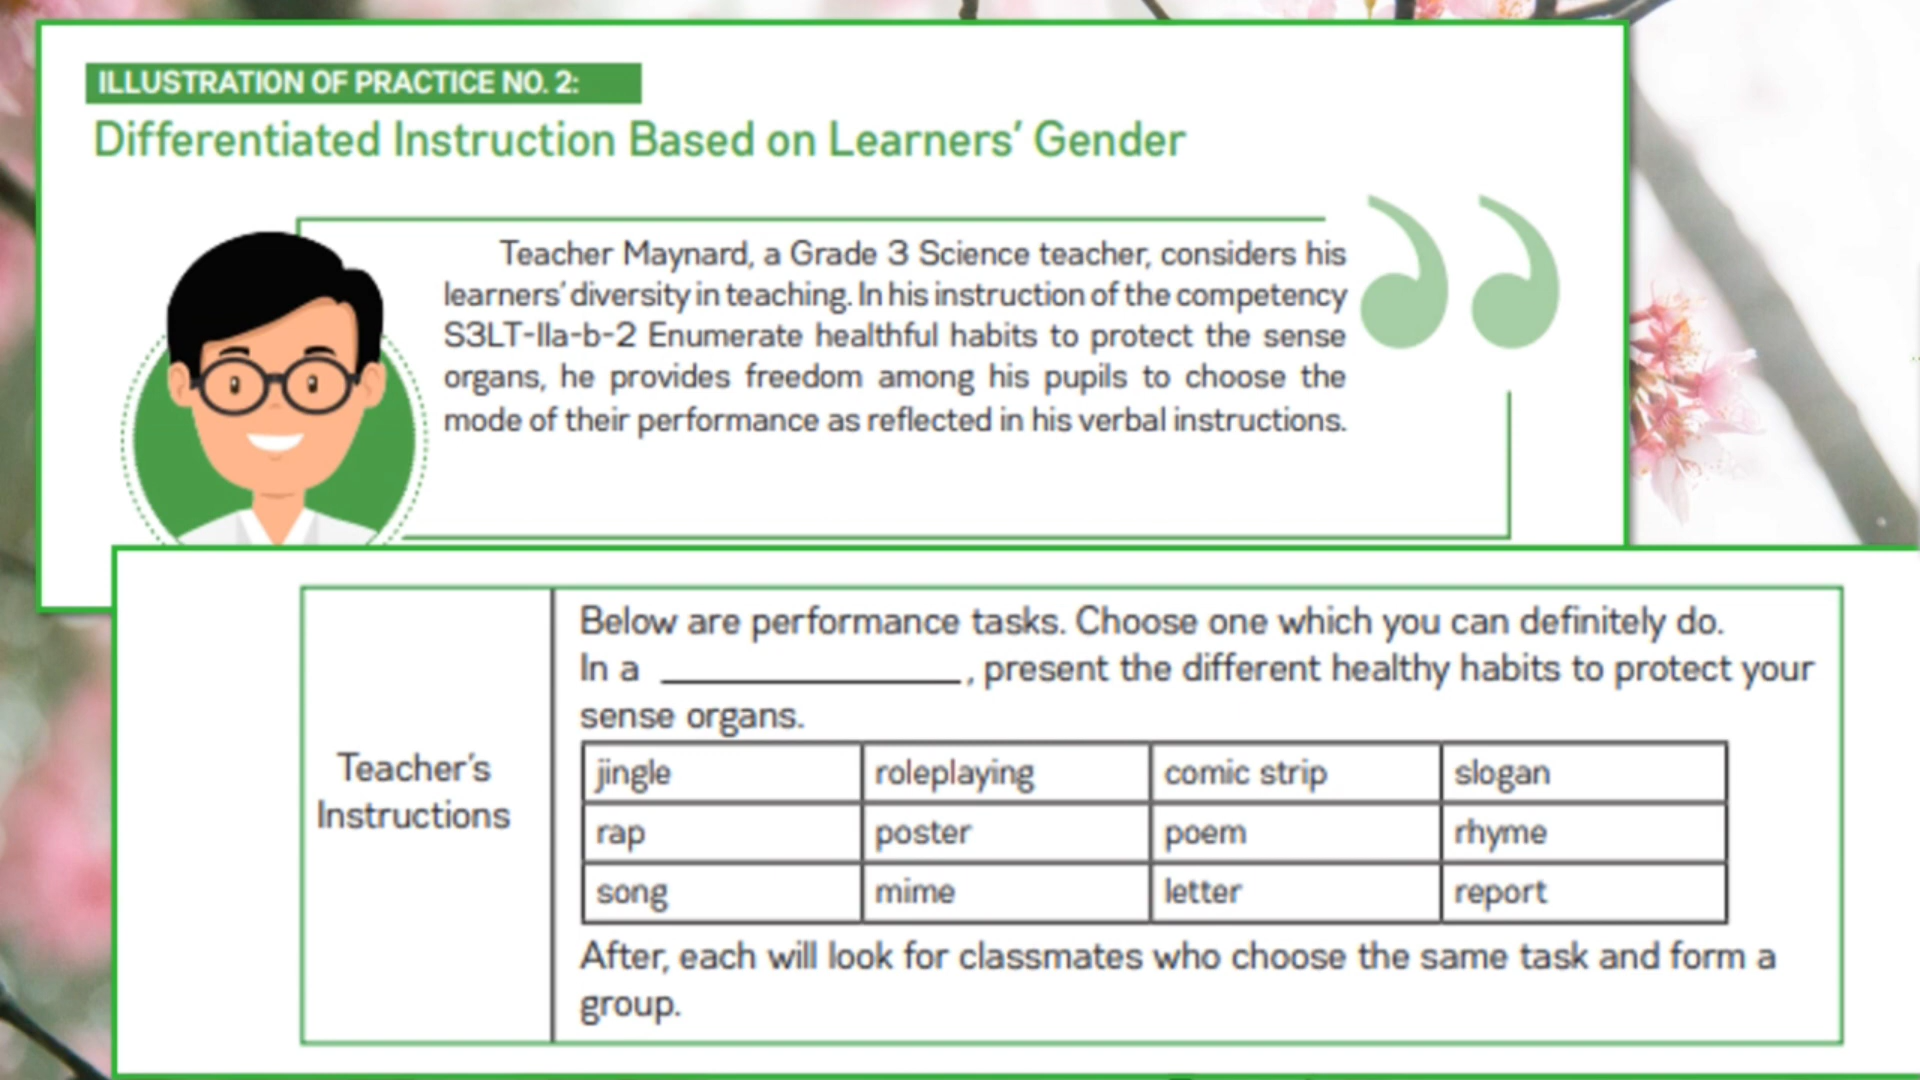 ILLUSTRATION OF PRACTICE NO. 2:
Differentiated Instruction Based on Learners’ Gender
Teacher Maynard, a Grade 3 Science teacher, considers his
learners’ diversity in teaching. In his instruction of the competency
S3LT-IIa-b-2 Enumerate healthful habits to protect the sense
organs, he provides freedom among his pupils to choose the
mode of their performance as reflected in his verbal instructions.
Teacher’s
Instructions
Below are performance tasks. Choose one which you can definitely do.
In a ______________, present the different healthy habits to protect your
sense organs.
jingle roleplaying comic strip slogan
rap poster poem rhyme
song mime letter report
After, each will look for classmates who choose the same task and form a
group.